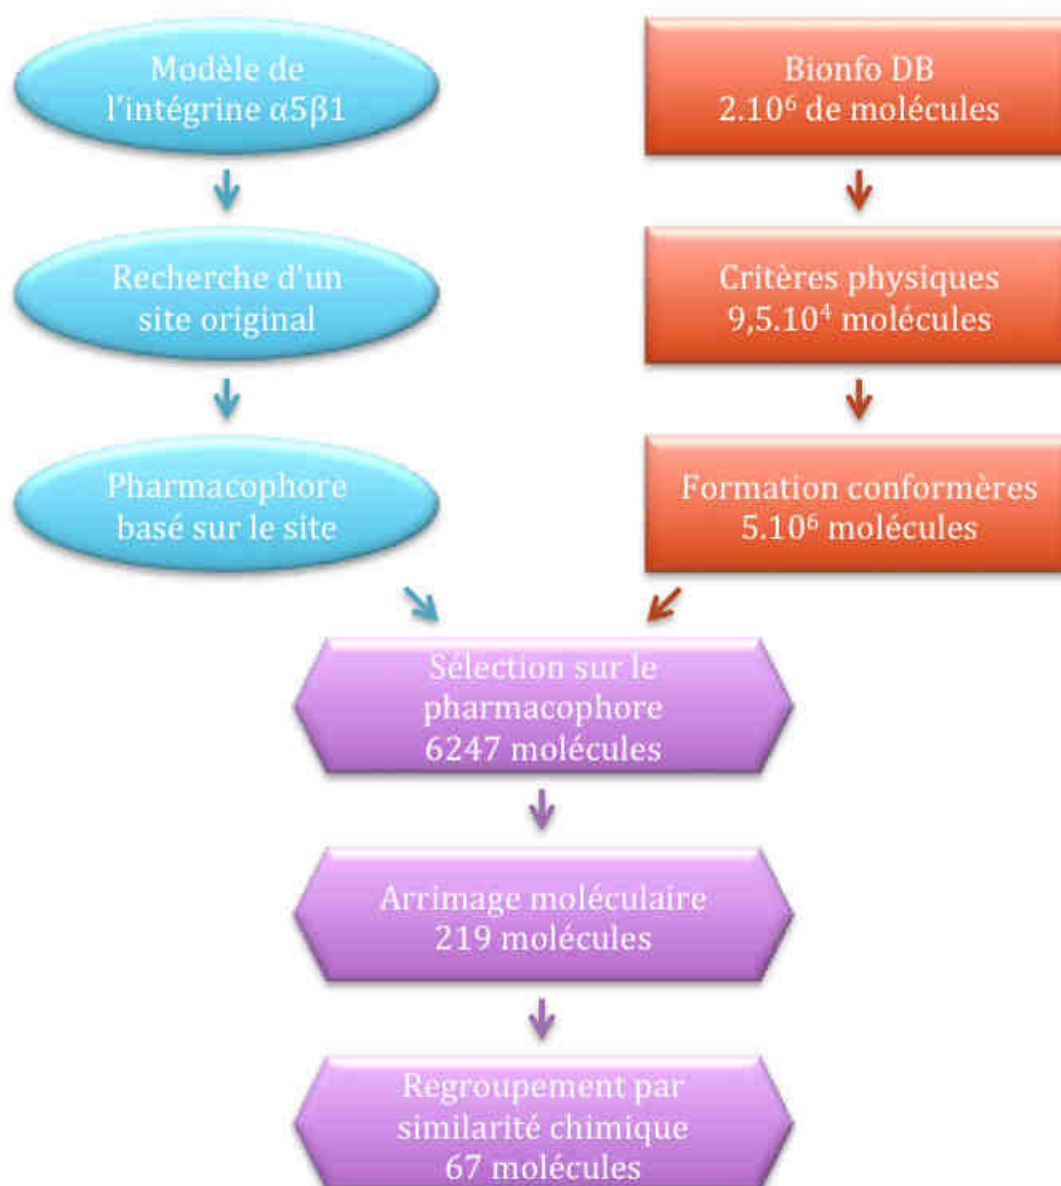 Modèle de
l'intégrine α5β1
Bionfo DB
2.10⁶ de molécules
Recherche d'un
site original
Critères physiques
9,5.10⁴ molécules
Pharmacophore
basé sur le site
Formation conformères
5.10⁶ molécules
Sélection sur le
pharmacophore
6247 molécules
Arrimage moléculaire
219 molécules
Regroupement par
similarité chimique
67 molécules